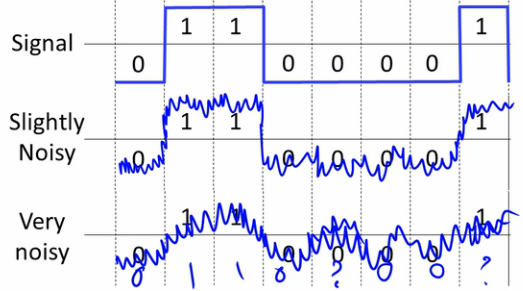 Signal 0 1 1 0 0 0 0 1
Slightly Noisy 0 1 1 0 0 0 0 1
Very noisy 0 1 1 0 0 0 0 1
0 1 1 0 ? 0 0 ?